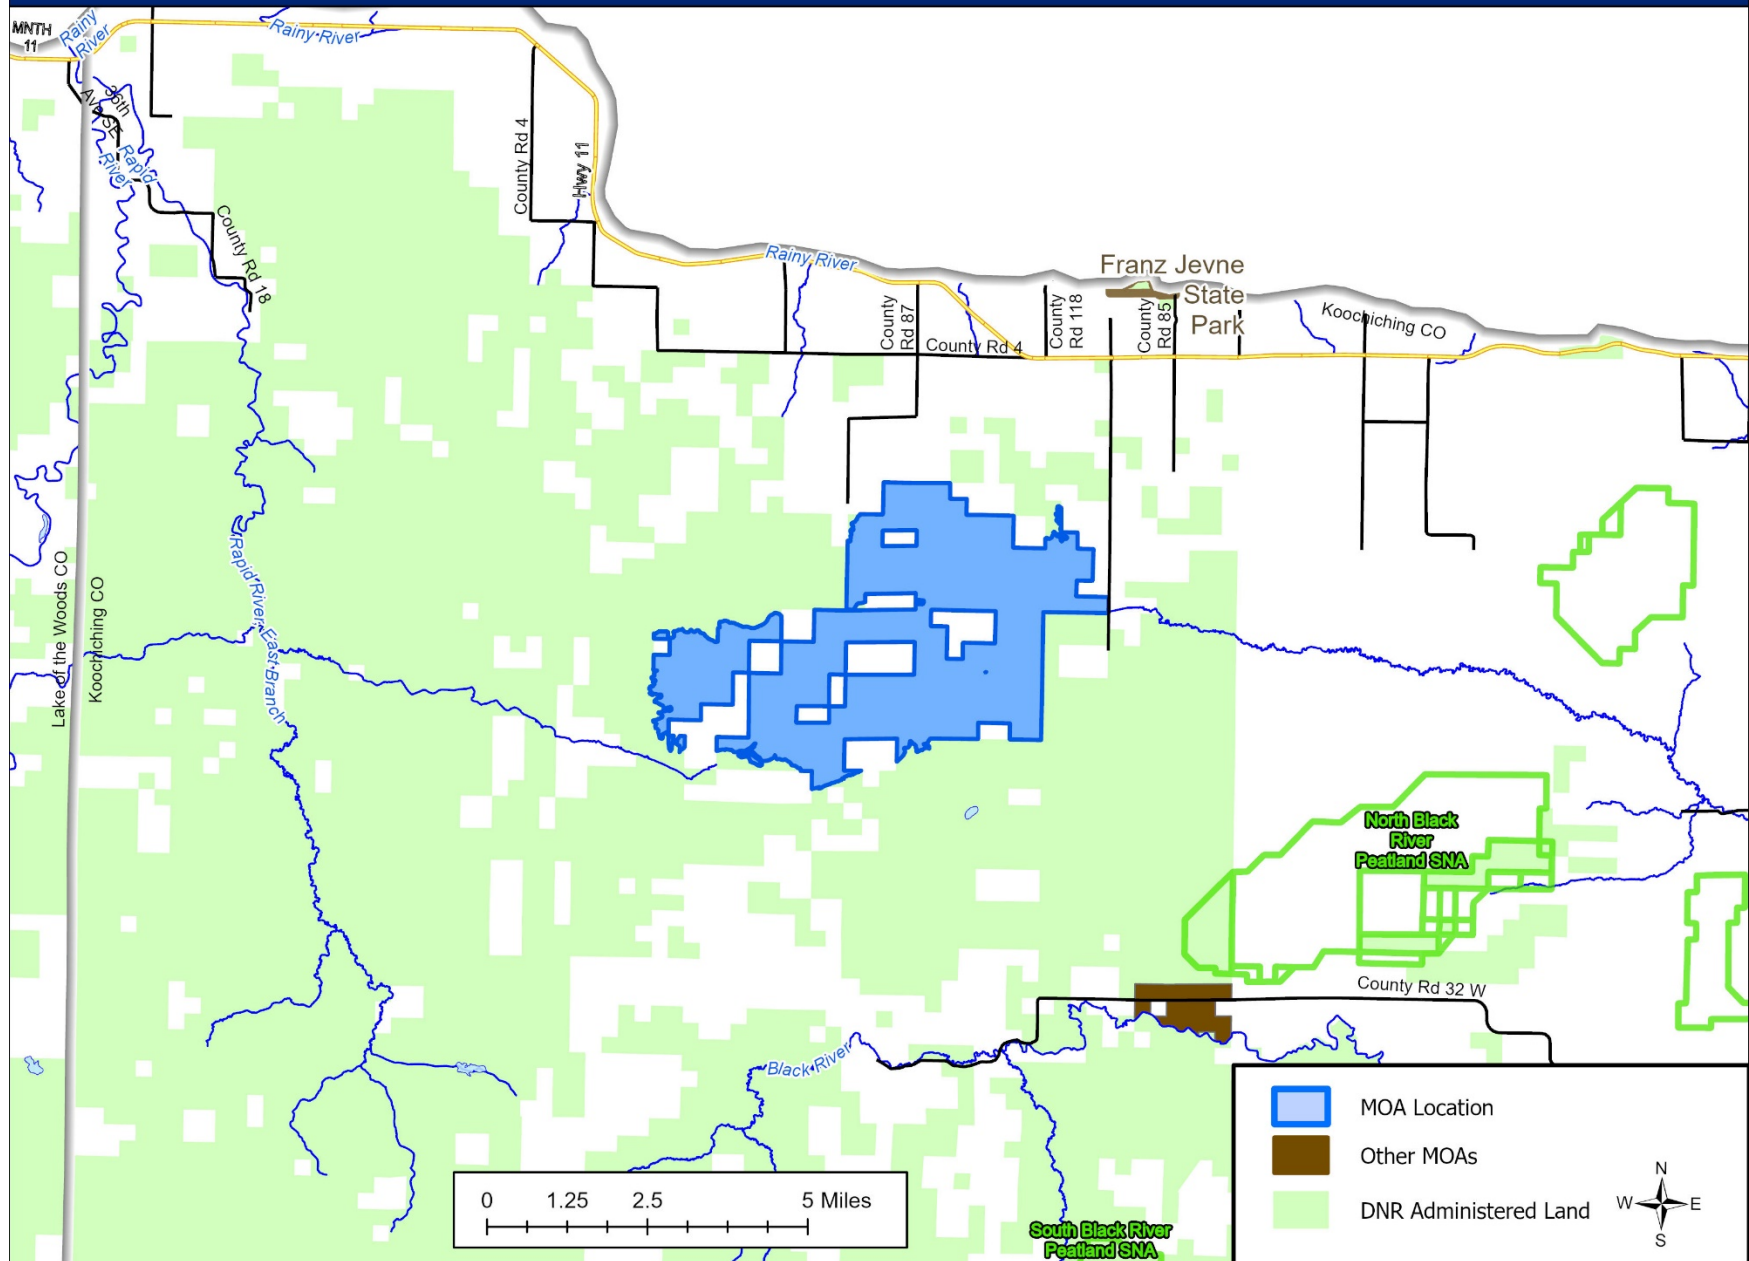 MNTH
11
Rainy
River
Rainy River
36th
Ave SE
Rapid
River
County Rd 4
Hwy 11
County Rd 18
Rainy River
Franz Jevne
State
Park
County
Rd 87
County Rd 4
County
Rd 118
County
Rd 85
Koochiching CO
Lake of the Woods CO
Koochiching CO
Rapid River, East Branch
North Black
River
Peatland SNA
County Rd 32 W
Black River
South Black River
Peatland SNA
0 1.25 2.5 5 Miles
MOA Location
Other MOAs
DNR Administered Land
N
W E
S